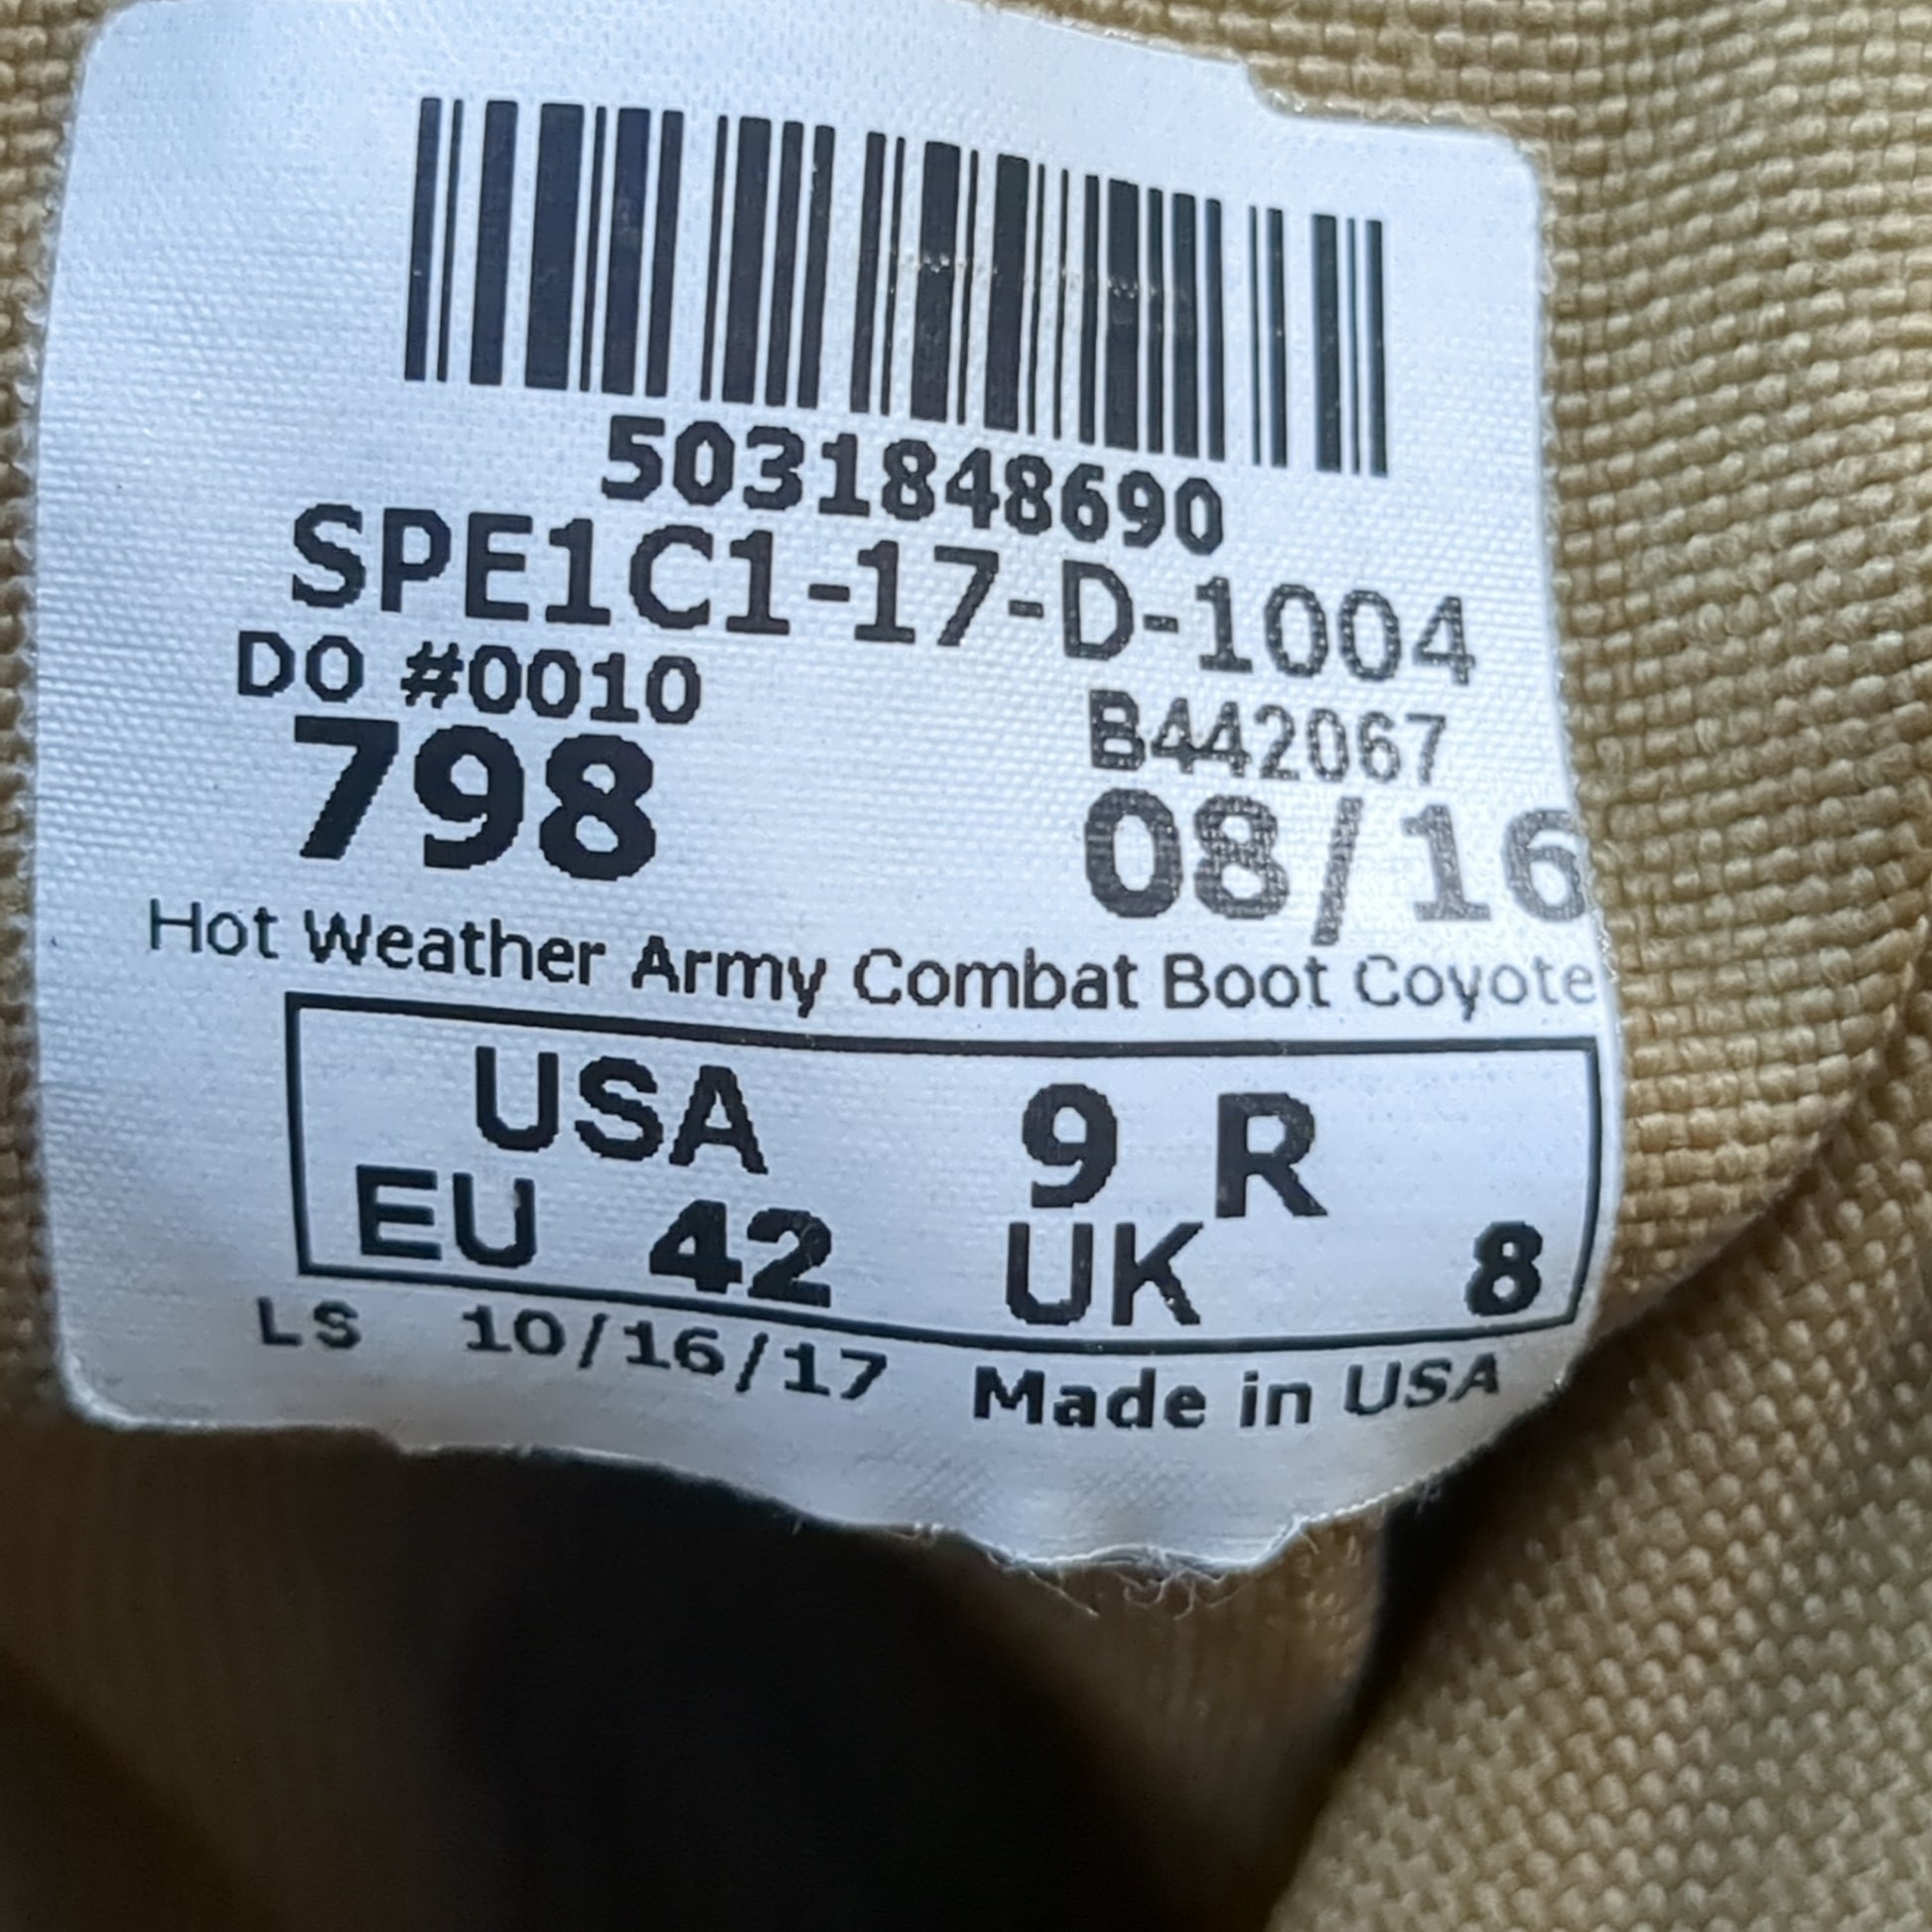 5031848690
SPE1C1-17-D-1004
DO #0010 B442067
798 08/16
Hot Weather Army Combat Boot Coyote
USA 9 R
EU 42 UK 8
LS 10/16/17 Made in USA